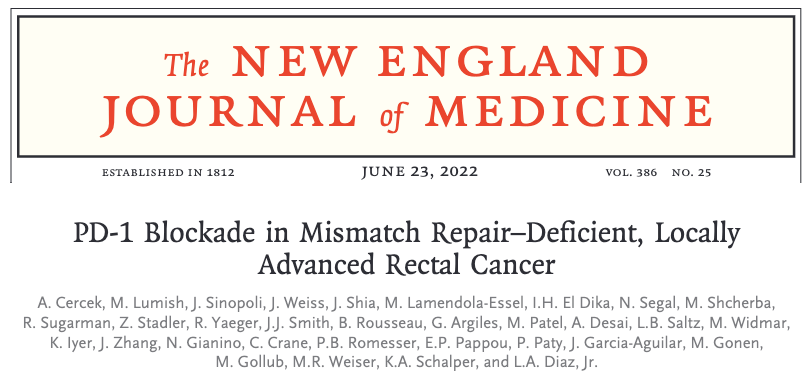 The NEW ENGLAND
JOURNAL of MEDICINE
ESTABLISHED IN 1812 JUNE 23, 2022 VOL. 386 NO. 25
PD-1 Blockade in Mismatch Repair–Deficient, Locally
Advanced Rectal Cancer
A. Cercek, M. Lumish, J. Sinopoli, J. Weiss, J. Shia, M. Lamendola-Essel, I.H. El Dika, N. Segal, M. Shcherba,
R. Sugarman, Z. Stadler, R. Yaeger, J.J. Smith, B. Rousseau, G. Argiles, M. Patel, A. Desai, L.B. Saltz, M. Widmar,
K. Iyer, J. Zhang, N. Gianino, C. Crane, P.B. Romesser, E.P. Pappou, P. Paty, J. Garcia-Aguilar, M. Gonen,
M. Gollub, M.R. Weiser, K.A. Schalper, and L.A. Diaz, Jr.